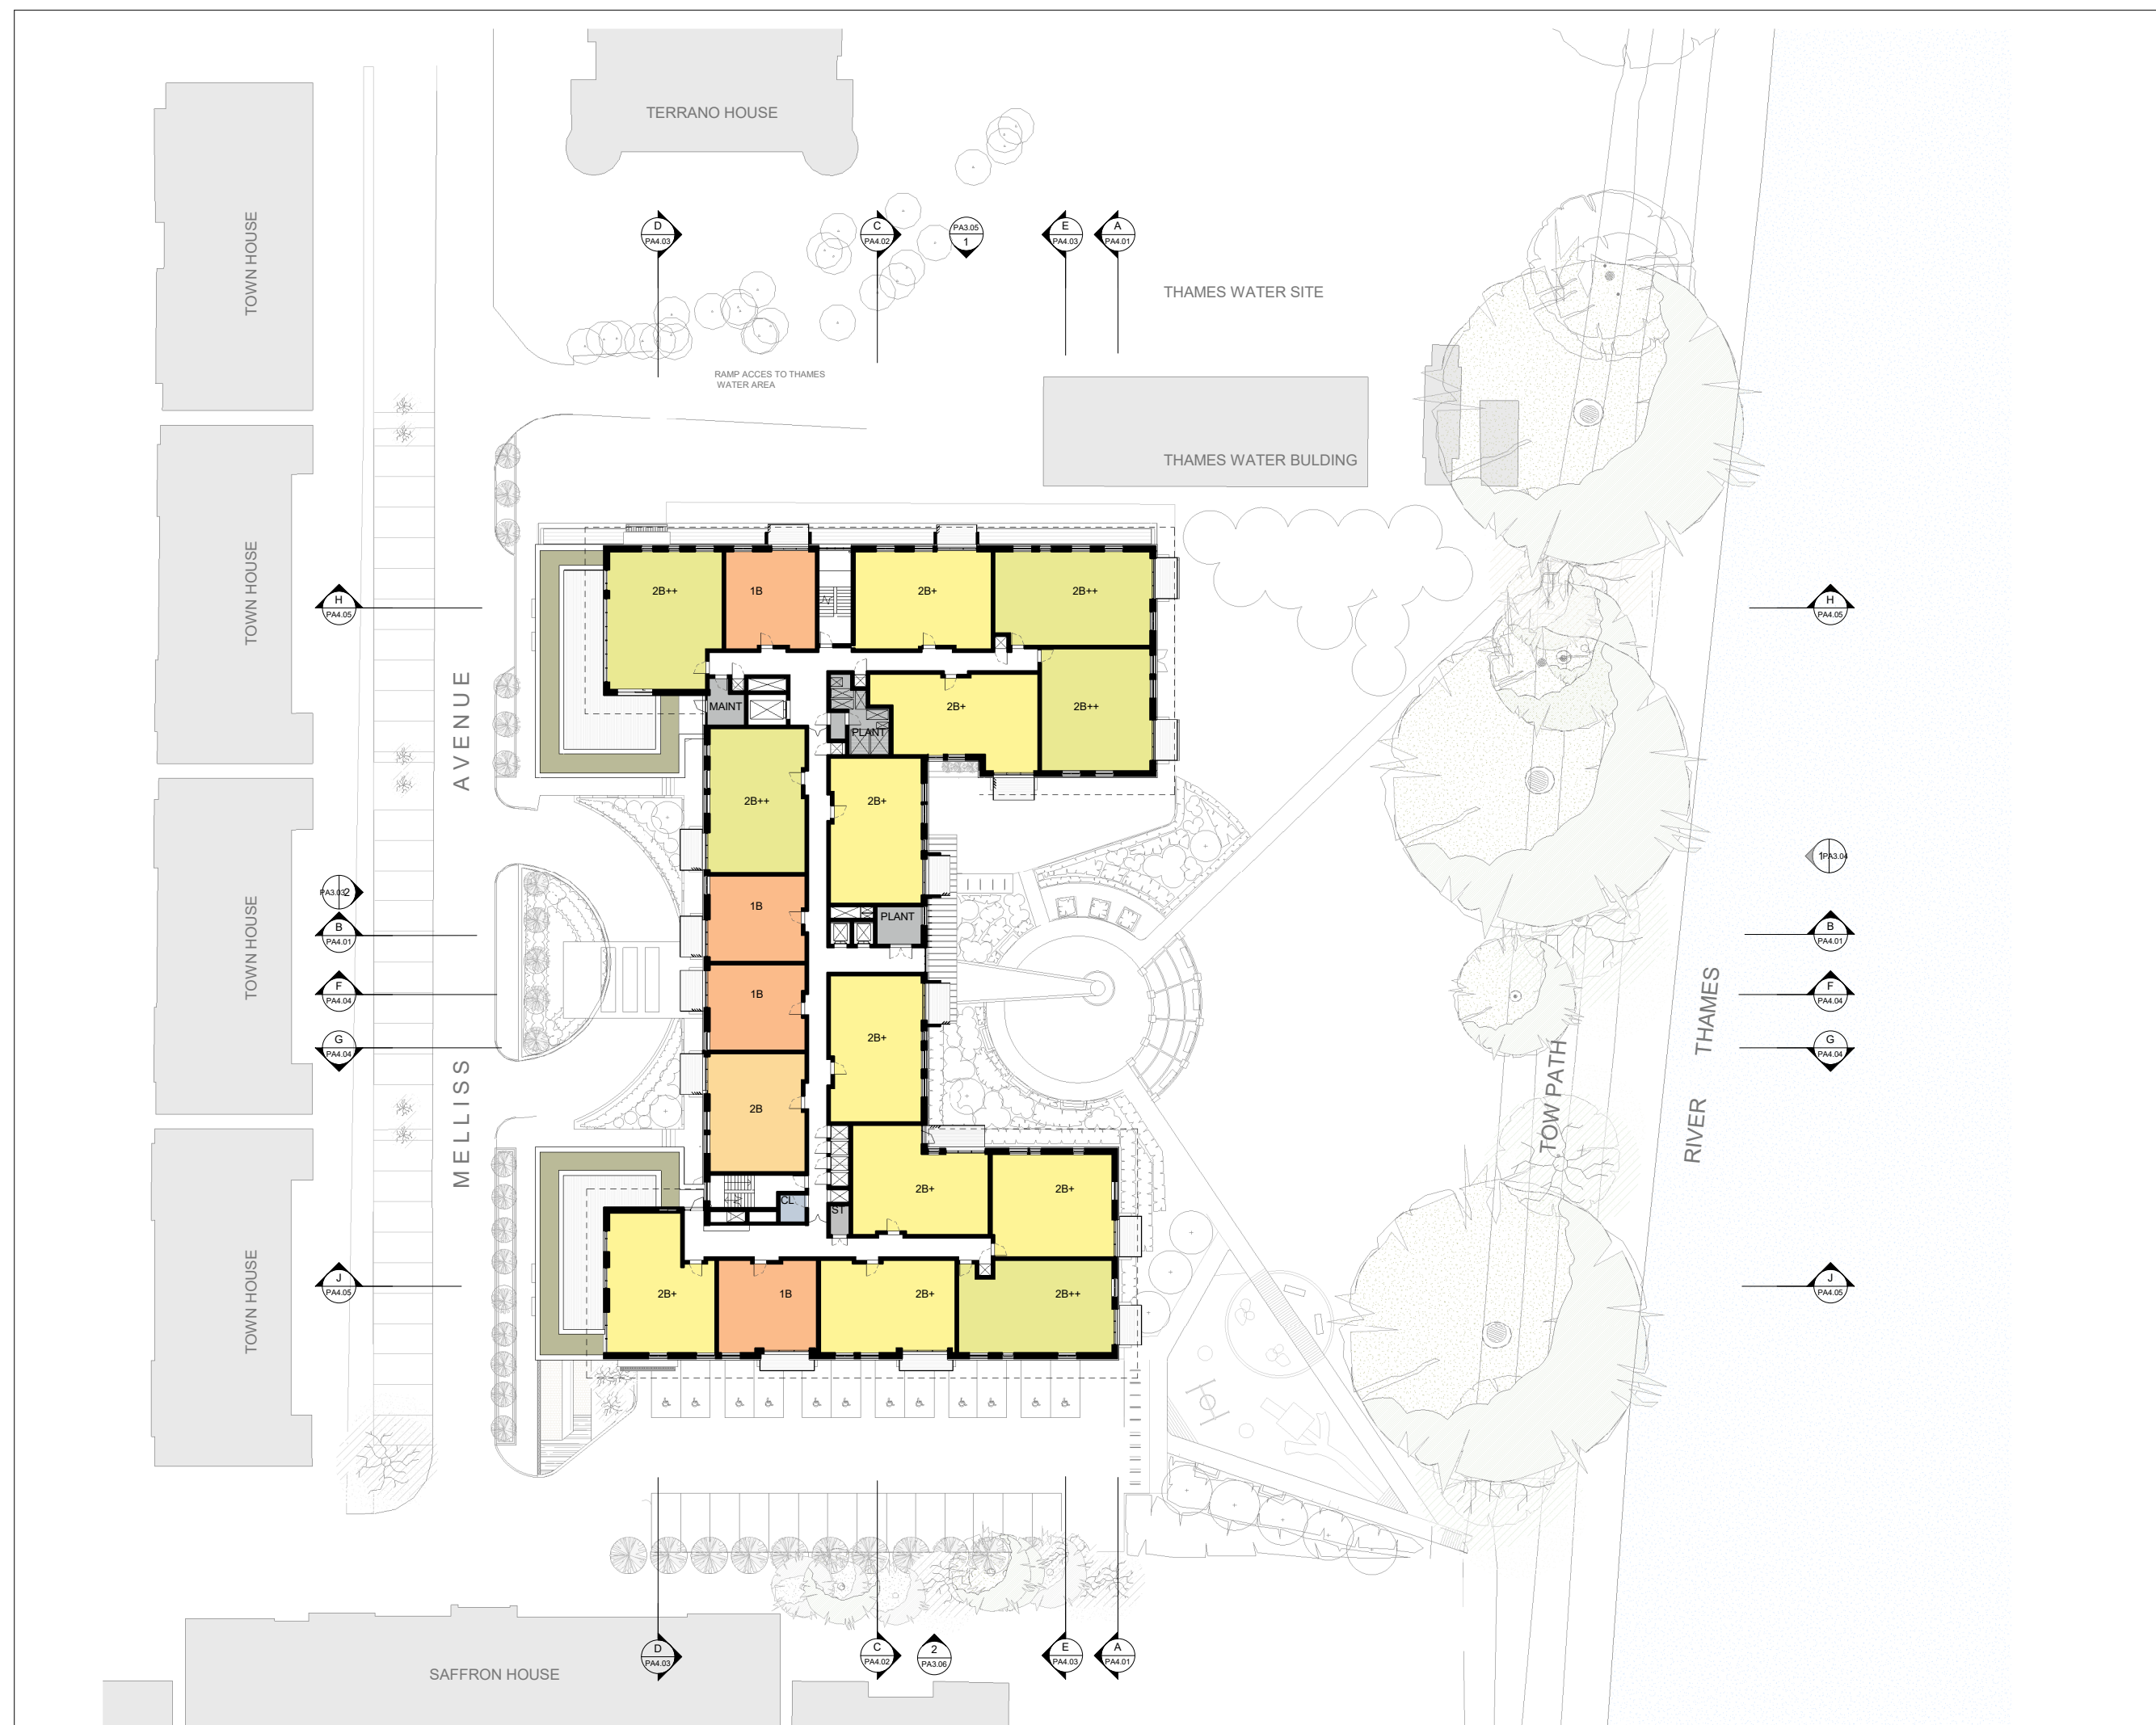 TERRANO HOUSE
TOWN HOUSE
D
PA4.03
C
PA4.02
PA3.05
1
E
PA4.03
A
PA4.01
THAMES WATER SITE
RAMP ACCES TO THAMES
WATER AREA
THAMES WATER BULDING
TOWN HOUSE
H
PA4.05
2B++
1B
2B+
2B++
H
PA4.05
AVENUE
MAINT
PLANT
2B+
2B++
2B++
2B+
1PA3.04
PA3.03 2
TOWN HOUSE
1B
PLANT
B
PA4.01
B
PA4.01
F
PA4.04
1B
F
PA4.04
G
PA4.04
2B+
G
PA4.04
RIVER THAMES
TOW PATH
MELLISS
2B
CL
ST
2B+
2B+
TOWN HOUSE
J
PA4.05
2B+
1B
2B+
2B++
J
PA4.05
D
PA4.03
C
PA4.02
2
PA3.06
E
PA4.03
A
PA4.01
SAFFRON HOUSE